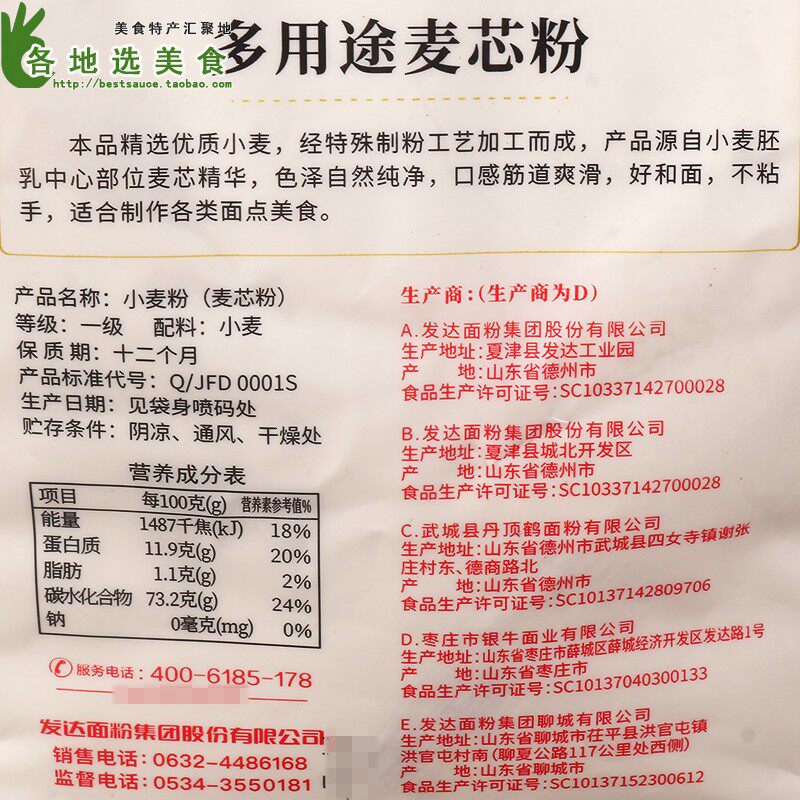 美食特产汇聚地
各地选美食
http://bestsauce.taobao.com
多用途麦芯粉
本品精选优质小麦，经特殊制粉工艺加工而成，产品源自小麦胚
乳中心部位麦芯精华，色泽自然纯净，口感筋道爽滑，好和面，不粘
手，适合制作各类面点美食。
产品名称：小麦粉（麦芯粉）
等级：一级 配料：小麦
保质期：十二个月
产品标准代号：Q/JFD 0001S
生产日期：见袋身喷码处
贮存条件：阴凉、通风、干燥处
营养成分表
项目 每100克(g) 营养素参考值%
能量 1487千焦(kJ) 18%
蛋白质 11.9克(g) 20%
脂肪 1.1克(g) 2%
碳水化合物 73.2克(g) 24%
钠 0毫克(mg) 0%
服务电话：400-6185-178
发达面粉集团股份有限公司
销售电话：0632-4486168
监督电话：0534-3550181
生产商：(生产商为D)
A.发达面粉集团股份有限公司
生产地址：夏津县发达工业园
产 地：山东省德州市
食品生产许可证号：SC10337142700028
B.发达面粉集团股份有限公司
生产地址：夏津县城北开发区
产 地：山东省德州市
食品生产许可证号：SC10337142700028
C.武城县丹顶鹤面粉有限公司
生产地址：山东省德州市武城县四女寺镇谢张
庄村东、德商路北
产 地：山东省德州市
食品生产许可证号：SC10137142809706
D.枣庄市银牛面业有限公司
生产地址：山东省枣庄市薛城区薛城经济开发区发达路1号
产 地：山东省枣庄市
食品生产许可证号：SC10137040300133
E.发达面粉集团聊城有限公司
生产地址：山东省聊城市茌平县洪官屯镇
洪官屯村南(聊夏公路117公里处西侧)
产 地：山东省聊城市
食品生产许可证号：SC10137152300612